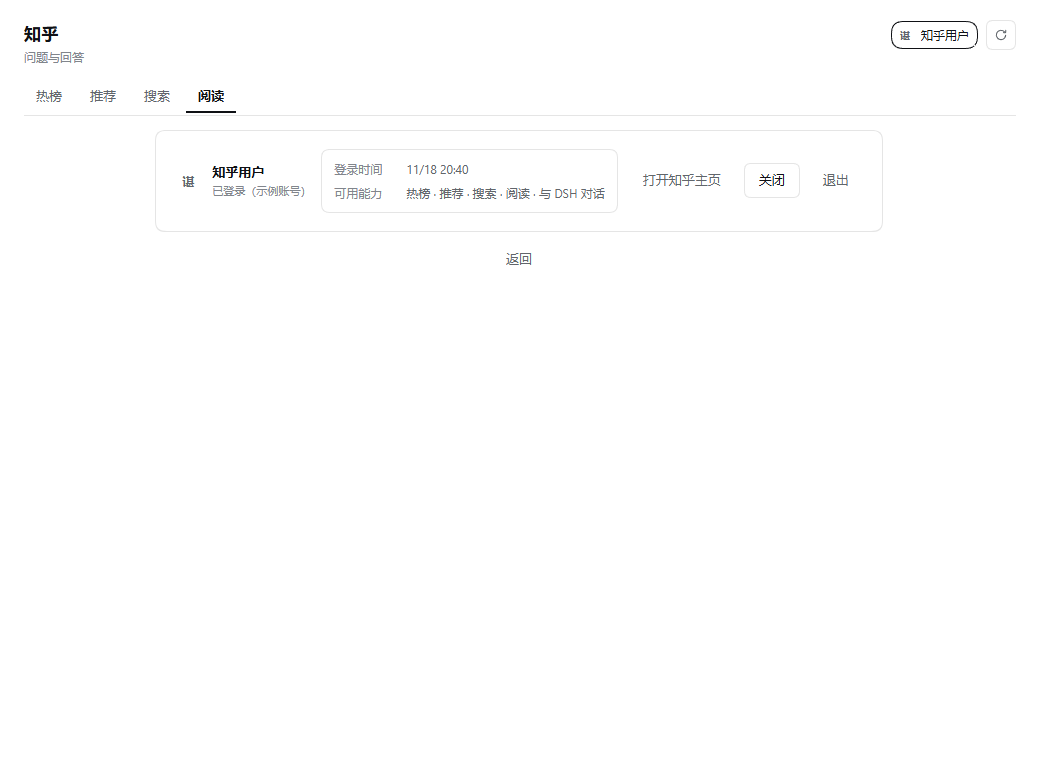 知乎
问题与回答
谌 知乎用户
热榜 推荐 搜索 阅读
谌
知乎用户
已登录（示例账号）
登录时间 11/18 20:40
可用能力 热榜 · 推荐 · 搜索 · 阅读 · 与 DSH 对话
打开知乎主页 关闭 退出
返回